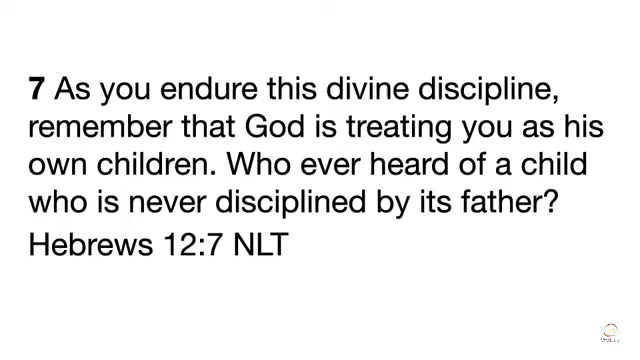 7 As you endure this divine discipline,
remember that God is treating you as his
own children. Who ever heard of a child
who is never disciplined by its father?
Hebrews 12:7 NLT